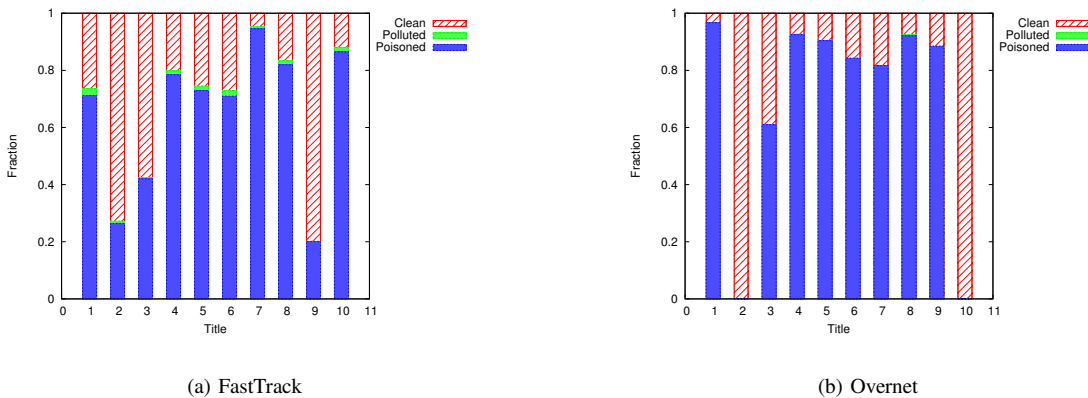 Clean
Polluted
Poisoned
1
0.8
0.6
0.4
0.2
0
Fraction
0 1 2 3 4 5 6 7 8 9 10 11
Title
(a) FastTrack
Clean
Polluted
Poisoned
1
0.8
0.6
0.4
0.2
0
Fraction
0 1 2 3 4 5 6 7 8 9 10 11
Title
(b) Overnet